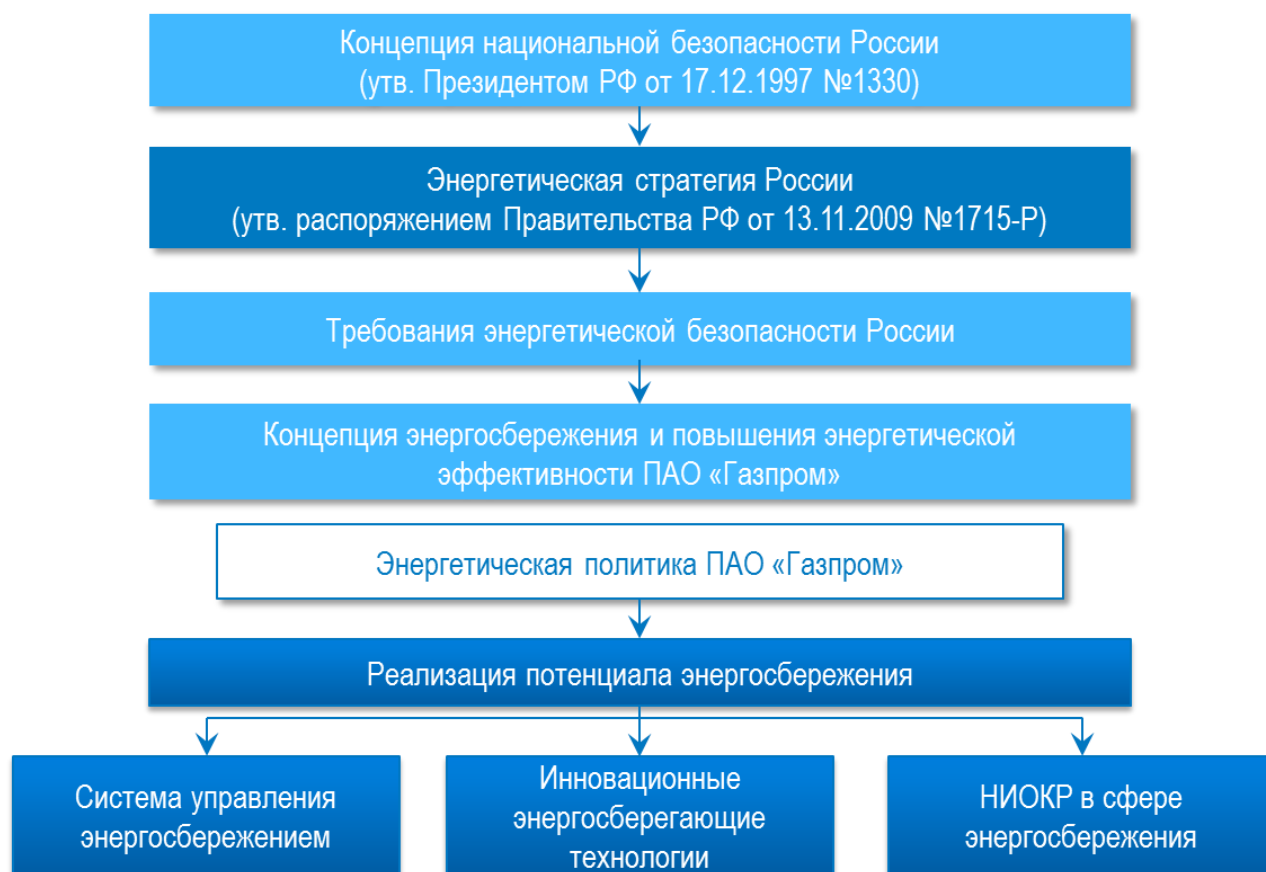 Концепция национальной безопасности России
(утв. Президентом РФ от 17.12.1997 №1330)
Энергетическая стратегия России
(утв. распоряжением Правительства РФ от 13.11.2009 №1715-Р)
Требования энергетической безопасности России
Концепция энергосбережения и повышения энергетической
эффективности ПАО «Газпром»
Энергетическая политика ПАО «Газпром»
Реализация потенциала энергосбережения
Система управления
энергосбережением
Инновационные
энергосберегающие
технологии
НИОКР в сфере
энергосбережения